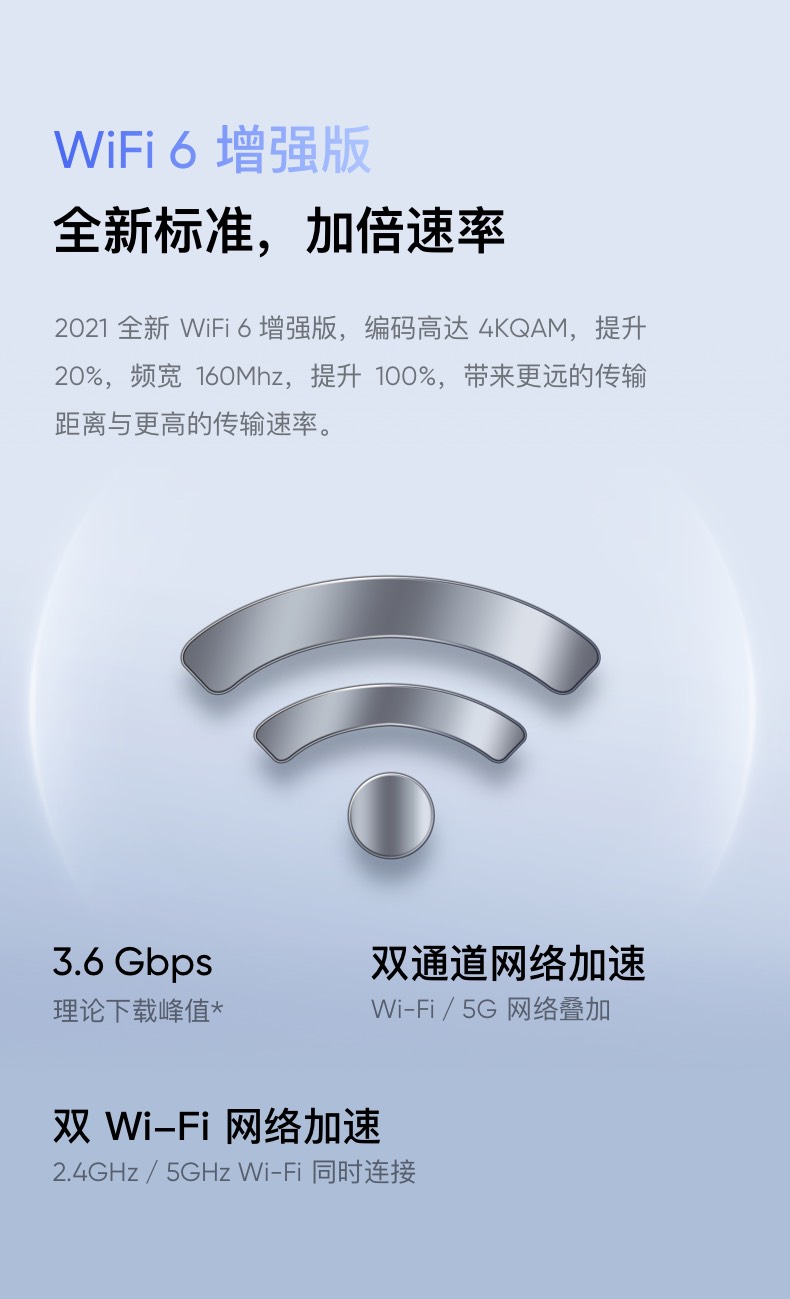 WiFi 6 增强版
全新标准，加倍速率
2021 全新 WiFi 6 增强版，编码高达 4KQAM，提升
20%，频宽 160Mhz，提升 100%，带来更远的传输
距离与更高的传输速率。
3.6 Gbps
理论下载峰值*
双通道网络加速
Wi-Fi / 5G 网络叠加
双 Wi–Fi 网络加速
2.4GHz / 5GHz Wi-Fi 同时连接